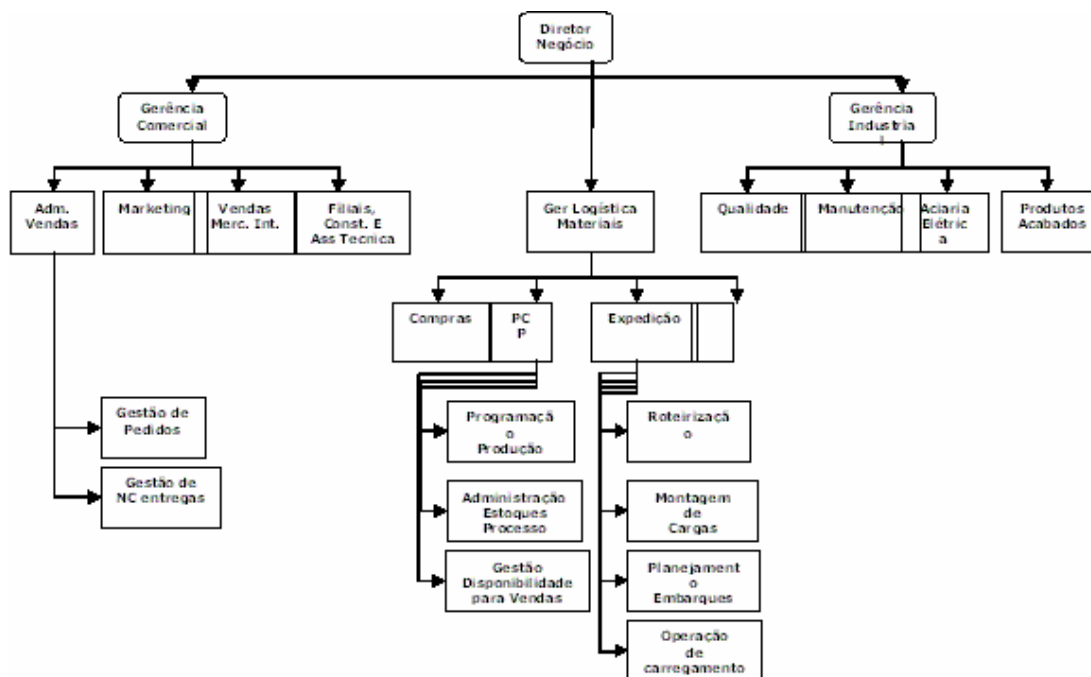 Diretor
Negócio
Gerência
Comercial
Gerência
Industria
l
Adm.
Vendas
Marketing
Vendas
Merc. Int.
Filiais,
Const. E
Ass Tecnica
Ger Logística
Materiais
Qualidade
Manutenção
Aciaria
Elétric
a
Produtos
Acabados
Compras
PC
P
Expedição
Gestão de
Pedidos
Gestão de
NC entregas
Programaçã
o
Produção
Administração
Estoques
Processo
Gestão
Disponibilidade
para Vendas
Roteirizaçã
o
Montagem
de
Cargas
Planejament
o
Embarques
Operação
de
carregamento